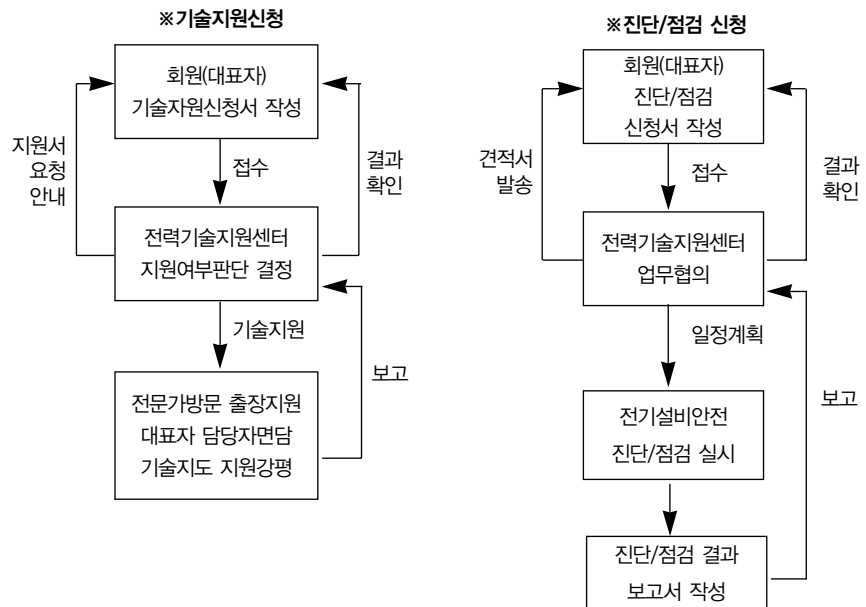 ※기술지원신청
회원(대표자)
기술자원신청서 작성
지원서
요청
안내
접수
결과
확인
전력기술지원센터
지원여부판단 결정
기술지원
보고
전문가방문 출장지원
대표자 담당자면담
기술지도 지원강평
※진단/점검 신청
회원(대표자)
진단/점검
신청서 작성
견적서
발송
접수
결과
확인
전력기술지원센터
업무협의
일정계획
보고
전기설비안전
진단/점검 실시
진단/점검 결과
보고서 작성